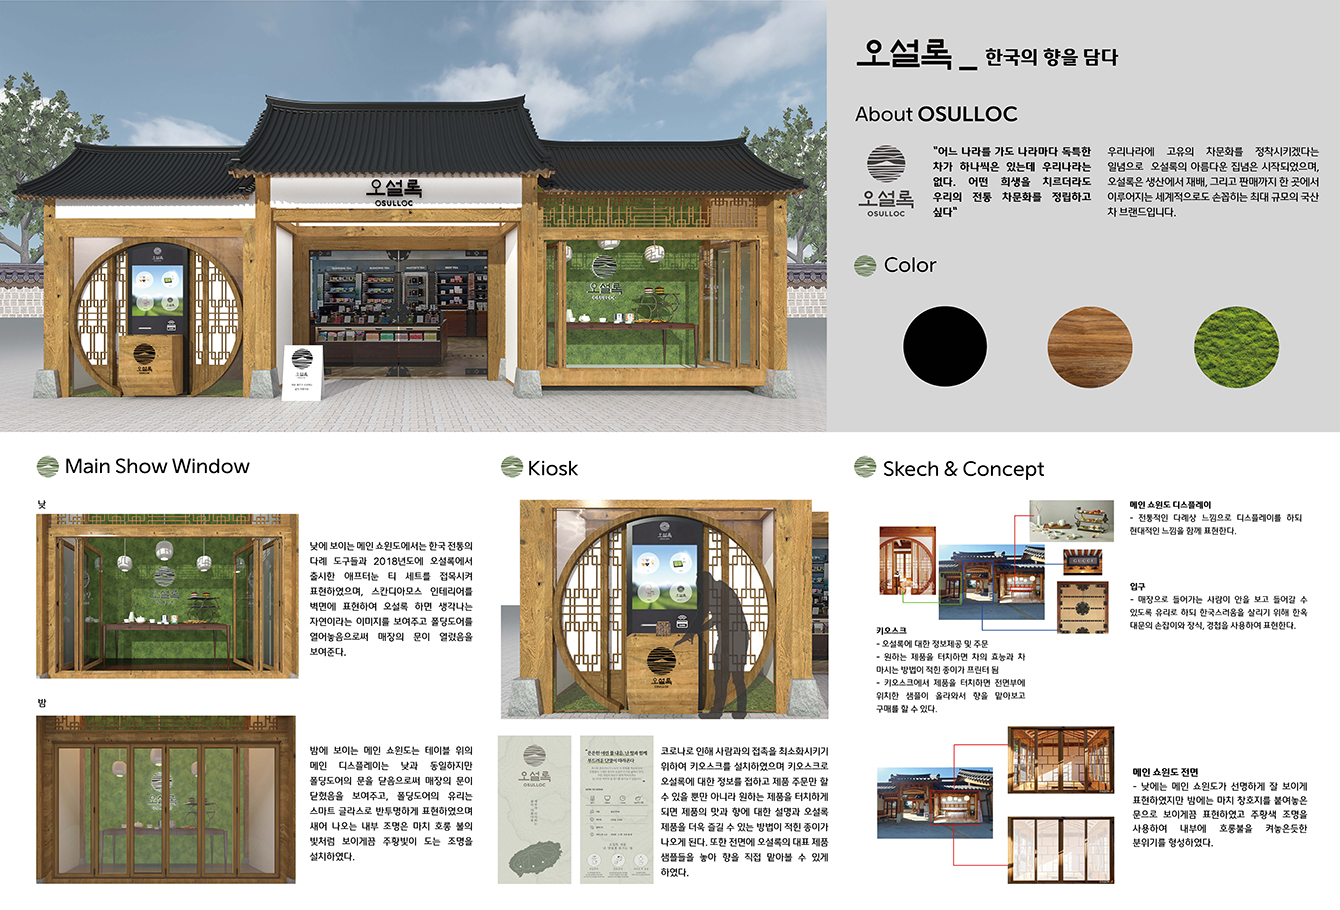 오설록_ 한국의 향을 담다
오설록
OSULLOC
About OSULLOC
"어느 나라를 가도 나라마다 독특한
차가 하나씩은 있는데 우리나라는
없다. 어떤 희생을 치르더라도
우리의 전통 차문화를 정립하고
싶다"
우리나라에 고유의 차문화를 정착시키겠다는
일념으로 오설록의 아름다운 집념은 시작되었으며,
오설록은 생산에서 재배, 그리고 판매까지 한 곳에서
이루어지는 세계적으로도 손꼽히는 최대 규모의 국산
차 브랜드입니다.
오설록
OSULLOC
Color
오설록
오설록
OSULLOC
오설록
Main Show Window
낮
낮에 보이는 메인 쇼윈도에서는 한국 전통의
다례 도구들과 2018년도에 오설록에서
출시한 애프터눈 티 세트를 접목시켜
표현하였으며, 스칸디아모스 인테리어를
벽면에 표현하여 오설록 하면 생각나는
자연이라는 이미지를 보여주고 폴딩도어를
열어놓음으로써 매장의 문이 열렸음을
보여준다.
밤
밤에 보이는 메인 쇼윈도는 테이블 위의
메인 디스플레이는 낮과 동일하지만
폴딩도어의 문을 닫음으로써 매장의 문이
닫혔음을 보여주고, 폴딩도어의 유리는
스마트 글라스로 반투명하게 표현하였으며
새어 나오는 내부 조명은 마치 호롱 불의
빛처럼 보이게끔 주황빛이 도는 조명을
설치하였다.
Kiosk
오설록
오설록
OSULLOC
오설록
OSULLOC
코로나로 인해 사람과의 접촉을 최소화시키기
위하여 키오스크를 설치하였으며 키오스크로
오설록에 대한 정보를 접하고 제품 주문만 할
수 있을 뿐만 아니라 원하는 제품을 터치하게
되면 제품의 맛과 향에 대한 설명과 오설록
제품을 더욱 즐길 수 있는 방법이 적힌 종이가
나오게 된다. 또한 전면에 오설록의 대표 제품
샘플들을 놓아 향을 직접 맡아볼 수 있게
하였다.
Skech & Concept
메인 쇼윈도 디스플레이
- 전통적인 다례상 느낌으로 디스플레이를 하되
현대적인 느낌을 함께 표현한다.
입구
- 매장으로 들어가는 사람이 안을 보고 들어갈 수
있도록 유리로 하되 한국스러움을 살리기 위해 한옥
대문의 손잡이와 장식, 경첩을 사용하여 표현한다.
키오스크
- 오설록에 대한 정보제공 및 주문
- 원하는 제품을 터치하면 차의 효능과 차
마시는 방법이 적힌 종이가 프린터 됨
- 키오스크에서 제품을 터치하면 전면부에
위치한 샘플이 올라와서 향을 맡아보고
구매를 할 수 있다.
메인 쇼윈도 전면
- 낮에는 메인 쇼윈도가 선명하게 잘 보이게
표현하였지만 밤에는 마치 창호지를 붙여놓은
문으로 보이게끔 표현하였고 주황색 조명을
사용하여 내부에 호롱불을 켜놓은듯한
분위기를 형성하였다.